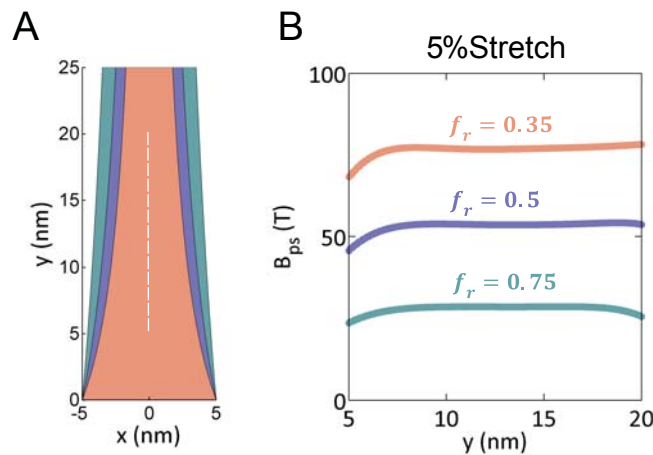 A
B
5%Stretch
25
20
15
10
5
0
y (nm)
-5
0
5
x (nm)
100
50
0
B_ps (T)
f_r = 0.35
f_r = 0.5
f_r = 0.75
5
10
15
20
y (nm)